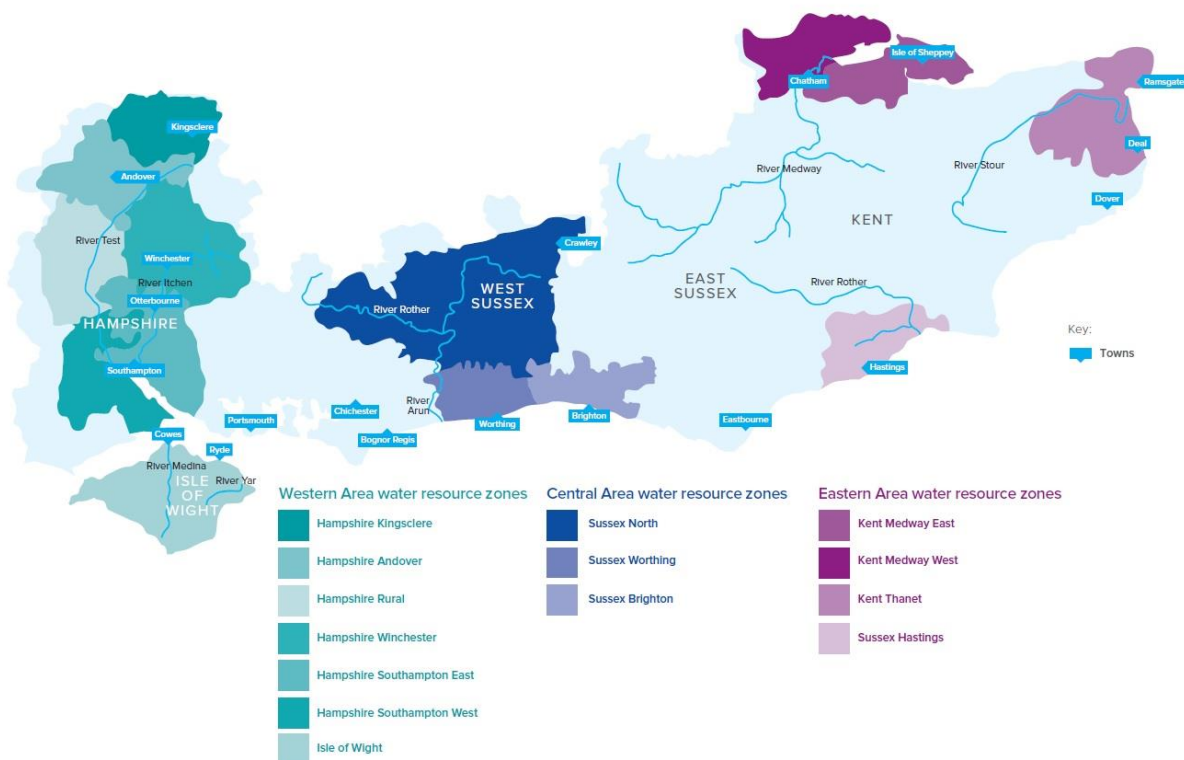 Isle of Sheppey
Chatham
Ramsgate
Kingsclere
Deal
River Stour
River Medway
Andover
Dover
KENT
River Test
Crawley
Winchester
River Itchen
EAST
SUSSEX
WEST
SUSSEX
River Rother
Otterbourne
River Rother
HAMPSHIRE
Key:
Towns
Southampton
Hastings
River
Arun
Chichester
Portsmouth
Worthing
Brighton
Eastbourne
Cowes
Bognor Regis
Ryde
River Medina
River Yar
ISLE
OF
WIGHT
Western Area water resource zones
Hampshire Kingsclere
Hampshire Andover
Hampshire Rural
Hampshire Winchester
Hampshire Southampton East
Hampshire Southampton West
Isle of Wight
Central Area water resource zones
Sussex North
Sussex Worthing
Sussex Brighton
Eastern Area water resource zones
Kent Medway East
Kent Medway West
Kent Thanet
Sussex Hastings